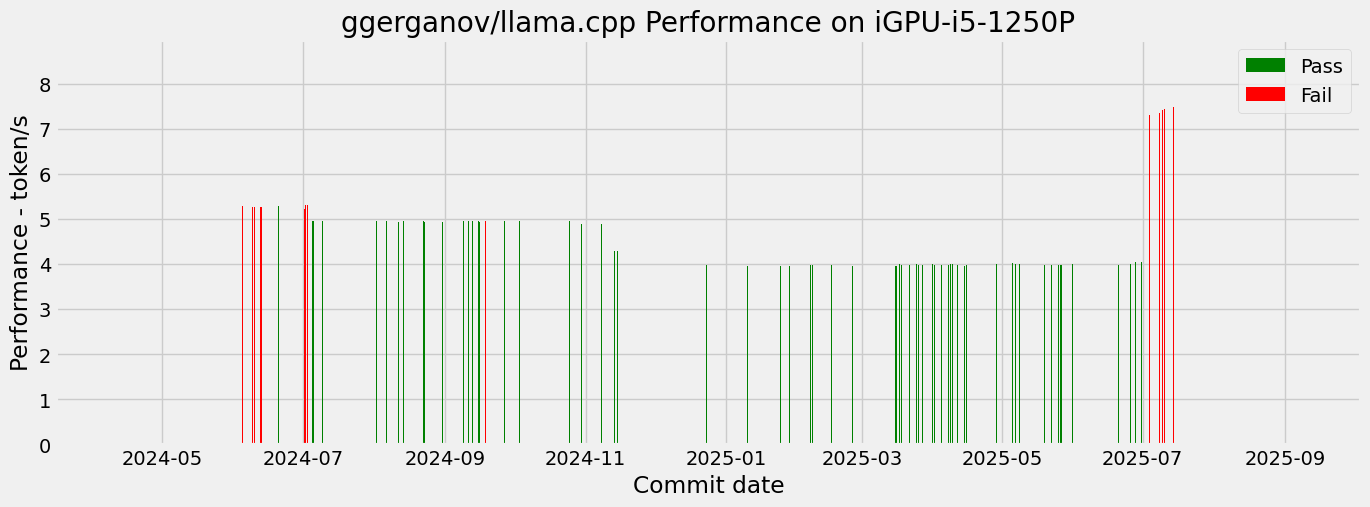 ggerganov/llama.cpp Performance on iGPU-i5-1250P
Pass
Fail
Performance - token/s
8
7
6
5
4
3
2
1
0
2024-05 2024-07 2024-09 2024-11 2025-01 2025-03 2025-05 2025-07 2025-09
Commit date